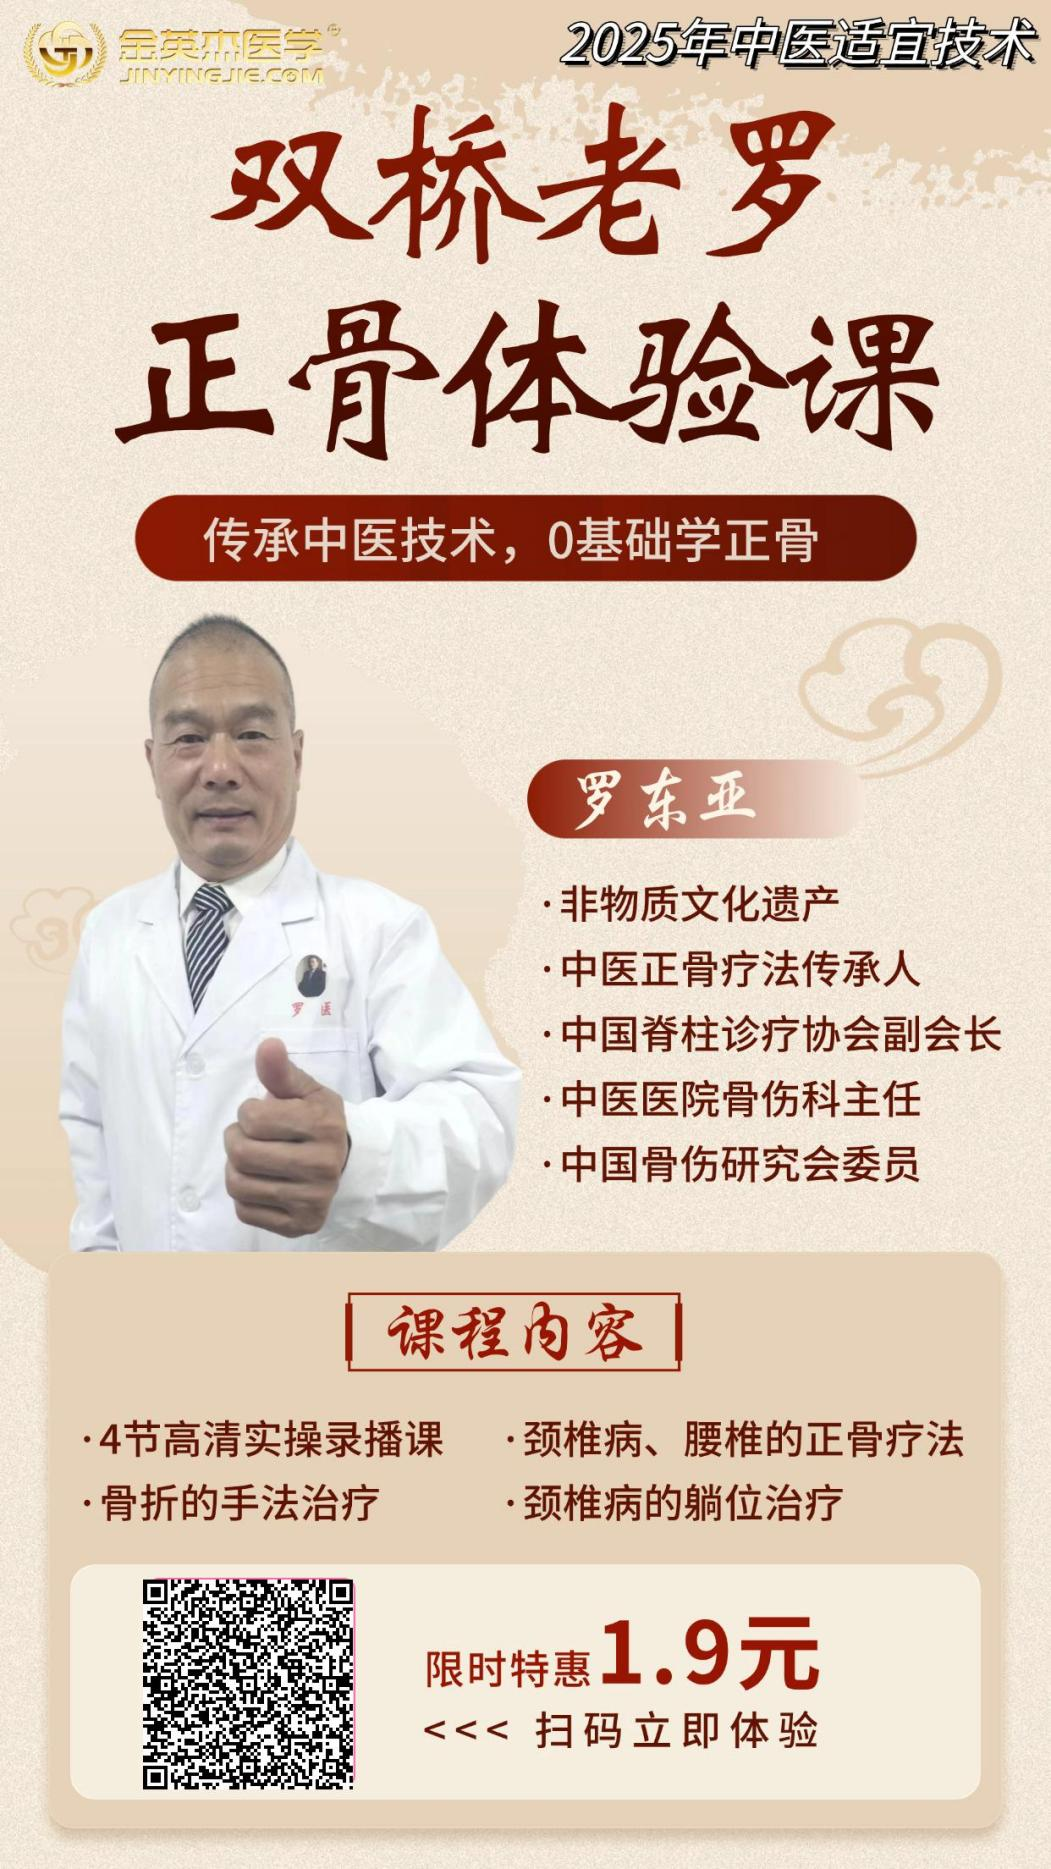 金英杰医学®
JINYINGJIE.COM
2025年中医适宜技术
双桥老罗
正骨体验课
传承中医技术，0基础学正骨
罗东亚
·非物质文化遗产
·中医正骨疗法传承人
·中国脊柱诊疗协会副会长
·中医医院骨伤科主任
·中国骨伤研究会委员
罗 医
课程内容
·4节高清实操录播课
·颈椎病、腰椎的正骨疗法
·骨折的手法治疗
·颈椎病的躺位治疗
限时特惠1.9元
<<< 扫码立即体验